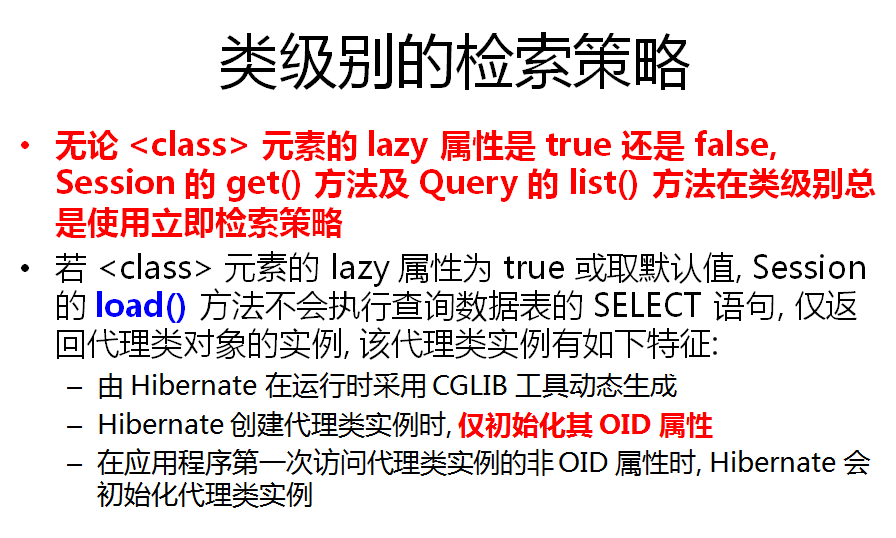 类级别的检索策略
• 无论 <class> 元素的 lazy 属性是 true 还是 false,
Session 的 get() 方法及 Query 的 list() 方法在类级别总
是使用立即检索策略
• 若 <class> 元素的 lazy 属性为 true 或取默认值, Session
的 load() 方法不会执行查询数据表的 SELECT 语句, 仅返
回代理类对象的实例, 该代理类实例有如下特征:
– 由 Hibernate 在运行时采用 CGLIB 工具动态生成
– Hibernate 创建代理类实例时, 仅初始化其 OID 属性
– 在应用程序第一次访问代理类实例的非 OID 属性时, Hibernate 会
初始化代理类实例